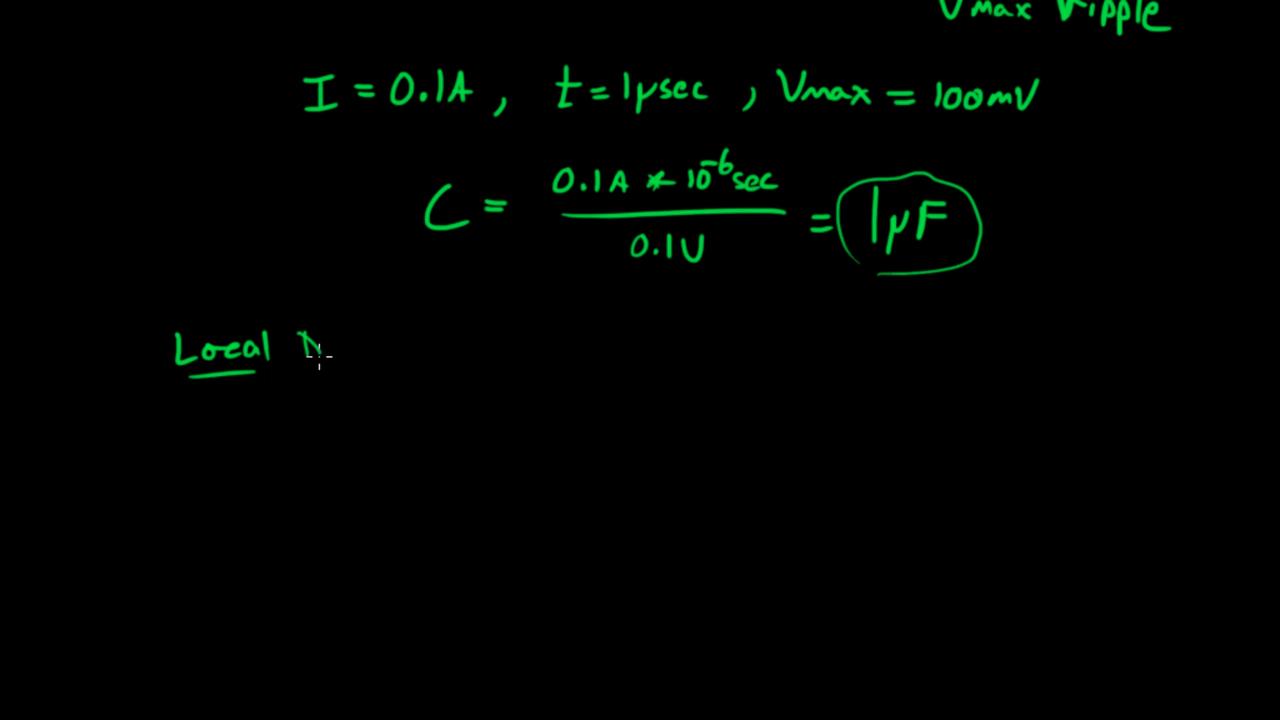 Vmax Ripple
I = 0.1A , t = 1μsec , Vmax = 100mV
0.1A * 10^-6 sec
C = ——— = 1μF
0.1V
Local